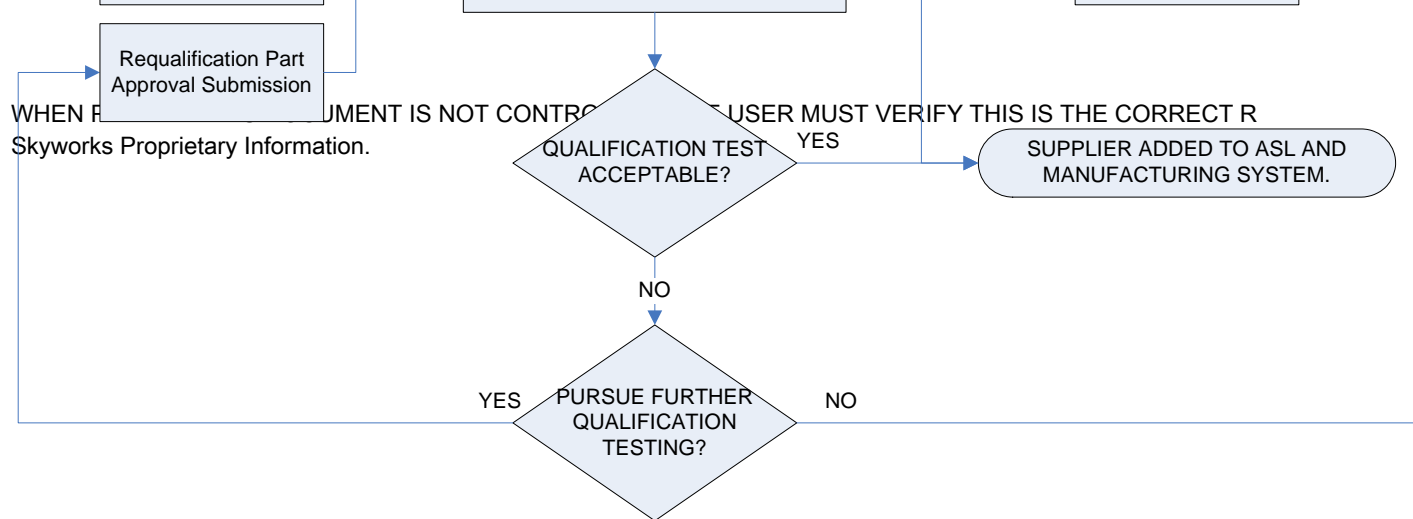 Requalification Part
Approval Submission
WHEN UMENT IS NOT CONTRO USER MUST VERIFY THIS IS THE CORRECT R
Skyworks Proprietary Information.
QUALIFICATION TEST
ACCEPTABLE?
YES
SUPPLIER ADDED TO ASL AND
MANUFACTURING SYSTEM.
NO
YES
PURSUE FURTHER
QUALIFICATION
TESTING?
NO